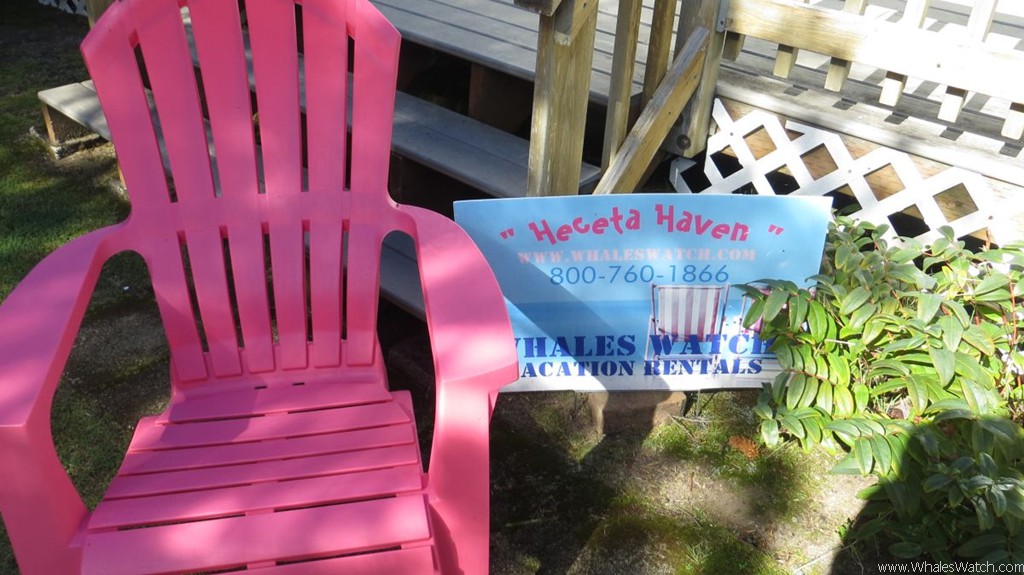 " Heceta Haven "
www.whaleswatch.com
800-760-1866
WHALES WATCH
VACATION RENTALS
www.WhalesWatch.com